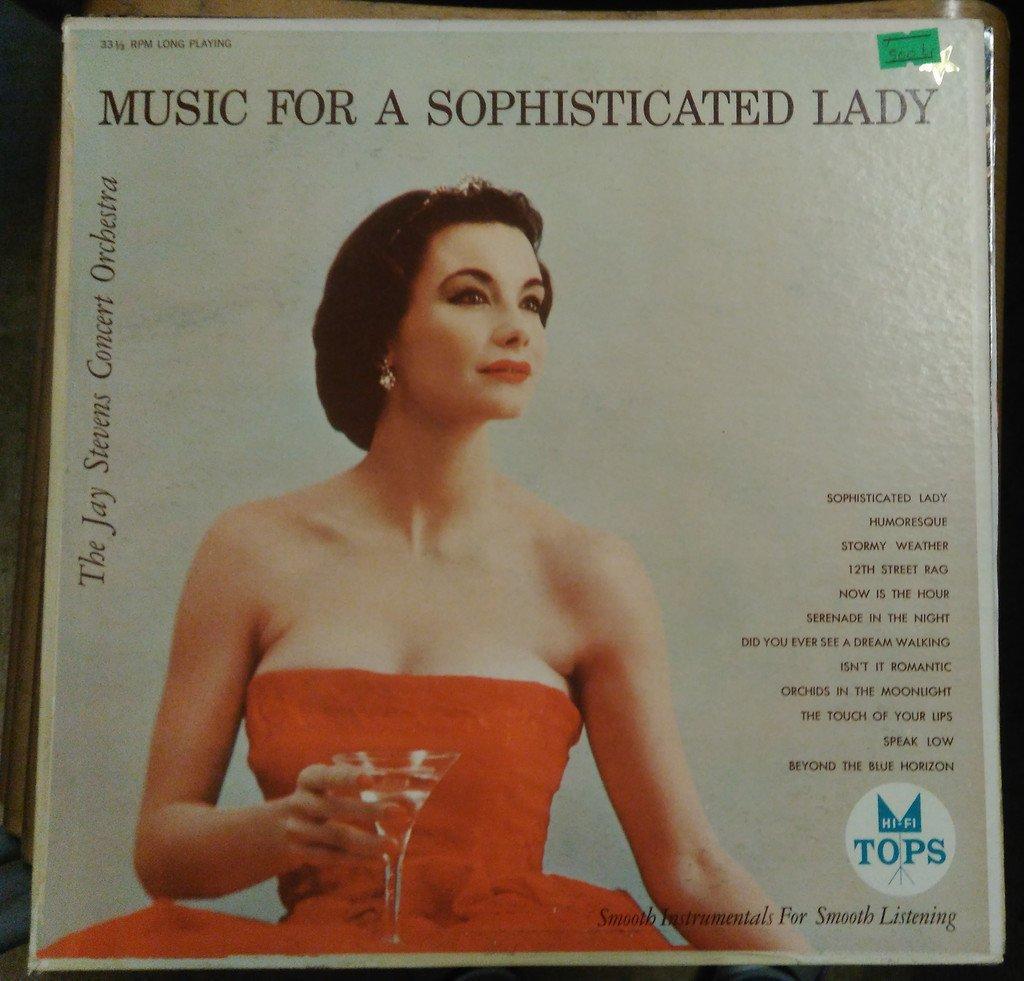 33⅓ RPM LONG PLAYING
MUSIC FOR A SOPHISTICATED LADY
The Jay Stevens Concert Orchestra
SOPHISTICATED LADY
HUMORESQUE
STORMY WEATHER
12TH STREET RAG
NOW IS THE HOUR
SERENADE IN THE NIGHT
DID YOU EVER SEE A DREAM WALKING
ISN'T IT ROMANTIC
ORCHIDS IN THE MOONLIGHT
THE TOUCH OF YOUR LIPS
SPEAK LOW
BEYOND THE BLUE HORIZON
HI-FI
TOPS
Smooth Instrumentals For Smooth Listening